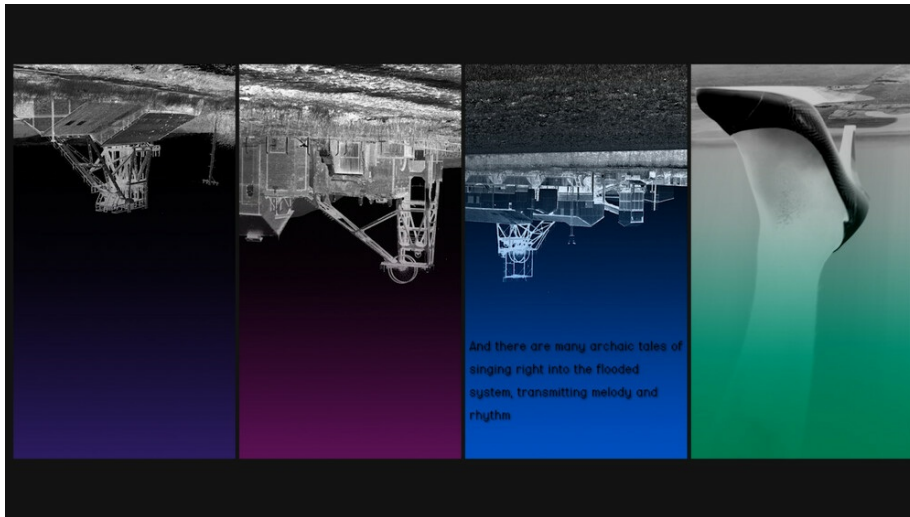 And there are many archaic tales of
singing right into the flooded
system, transmitting melody and
rhythm